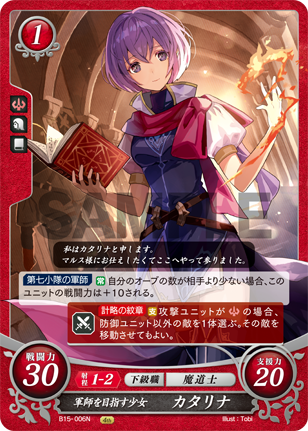 1
SAMPLE
私はカタリナと申します。
マルス様はお仕えしたくてここへやって参りました。
第七小隊の軍師 常 自分のオーブの数が相手より少ない場合、この
ユニットの戦闘力は+10される。
計略の紋章 支 攻撃ユニットが の場合、
防御ユニット以外の敵を1体選ぶ。その敵を
移動させてもよい。
戦闘力
30
射程
1-2
下級職
魔道士
支援力
20
軍師を目指す少女
カタリナ
B15-006N
Illust:Tobi